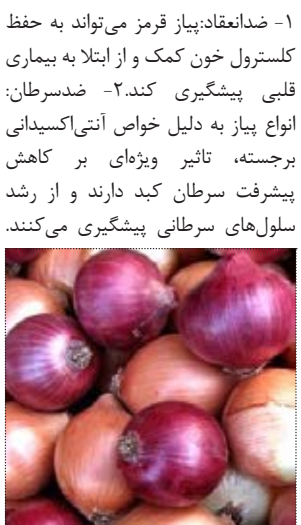 ۱- ضدانعقاد:پیاز قرمز می‌تواند به حفظ
کلسترول خون کمک و از ابتلا به بیماری
قلبی پیشگیری کند.۲- ضدسرطان:
انواع پیاز به دلیل خواص آنتی‌اکسیدانی
برجسته، تاثیر ویژه‌ای بر کاهش
پیشرفت سرطان کبد دارند و از رشد
سلول‌های سرطانی پیشگیری می‌کنند.